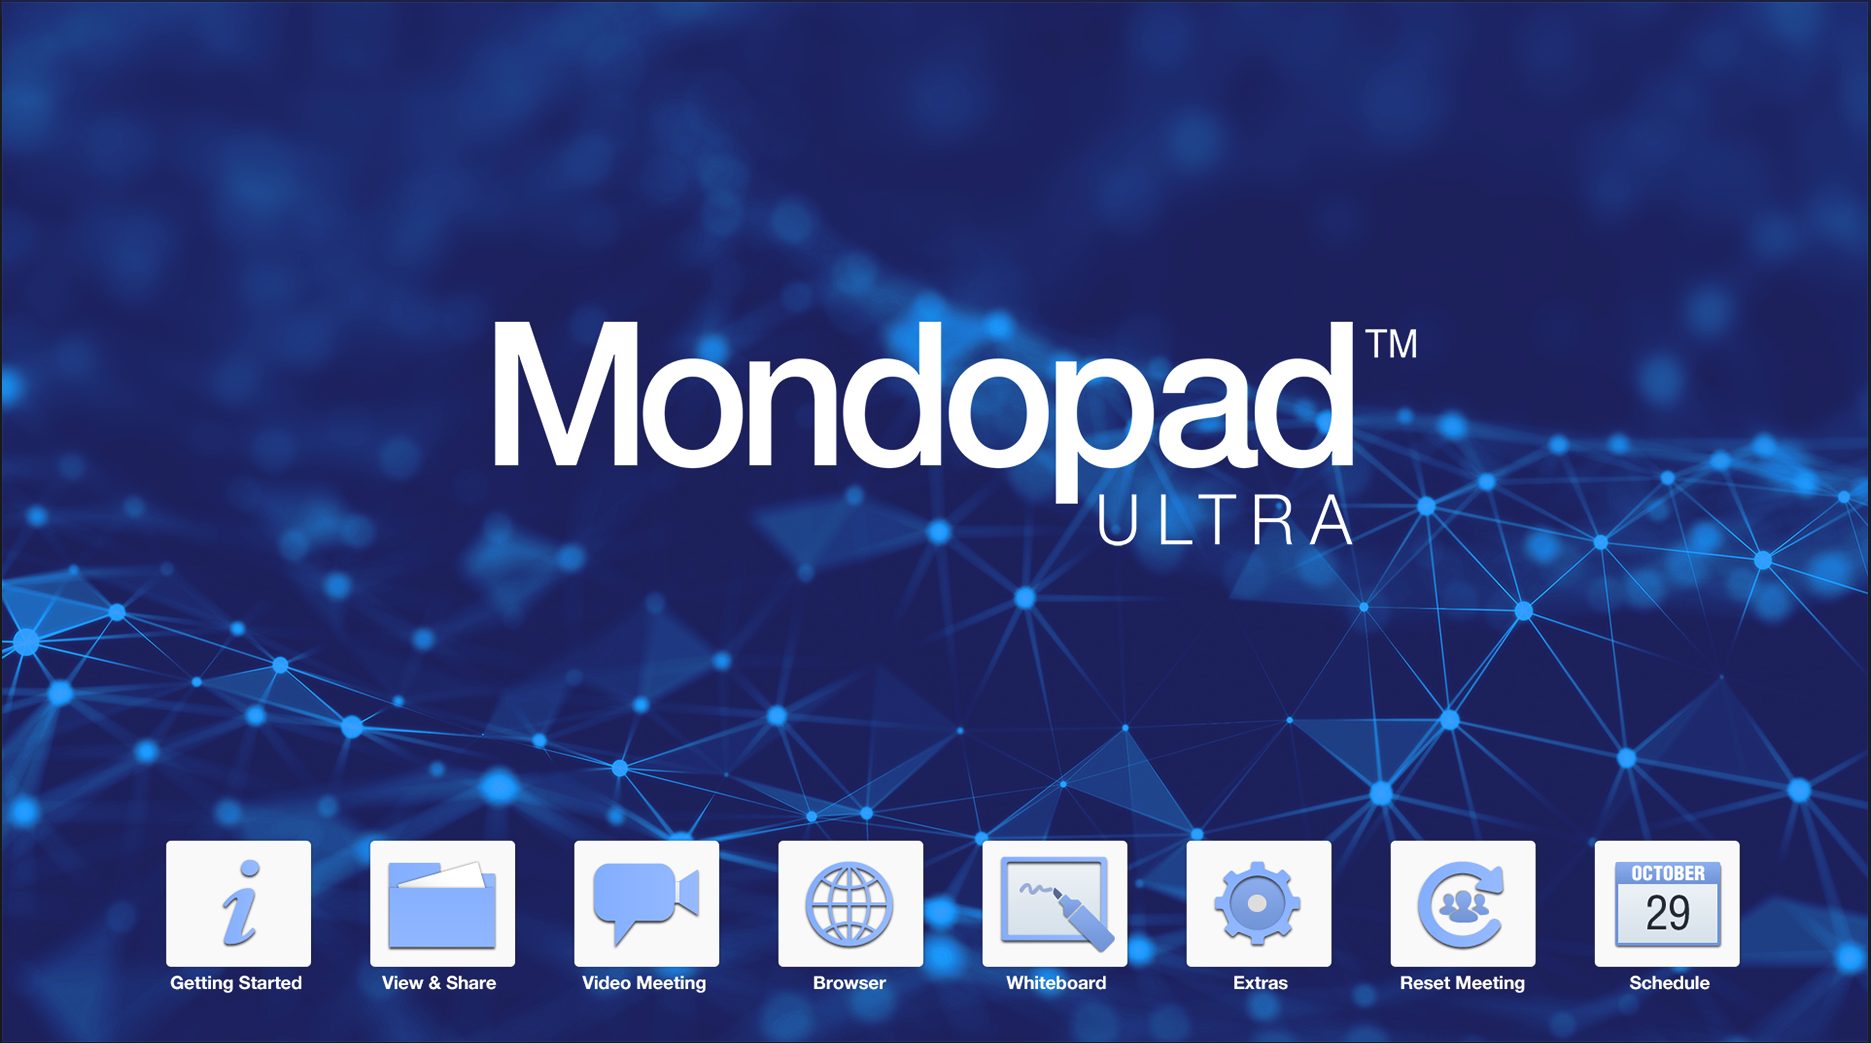 Mondopad™
ULTRA
OCTOBER
29
Getting Started
View & Share
Video Meeting
Browser
Whiteboard
Extras
Reset Meeting
Schedule